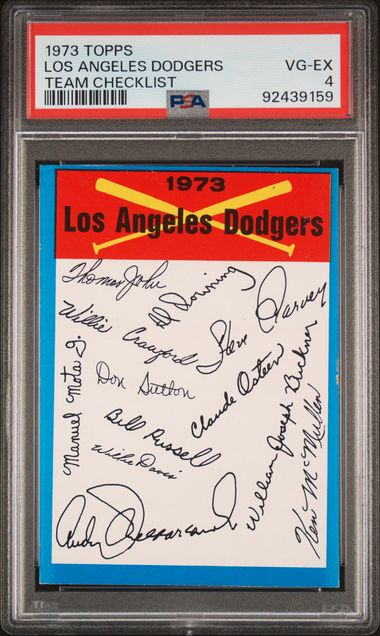 1973 TOPPS
LOS ANGELES DODGERS
TEAM CHECKLIST
VG-EX
4
92439159
PSA
1973
Los Angeles Dodgers
Thomas John
Al Downing
Willie Crawford
Steve Garvey
Manuel Mota Jr.
Don Sutton
Claude Osteen
Bill Russell
Willie Davis
William Joseph Buckner
Ken McMullen
Andy Messersmith